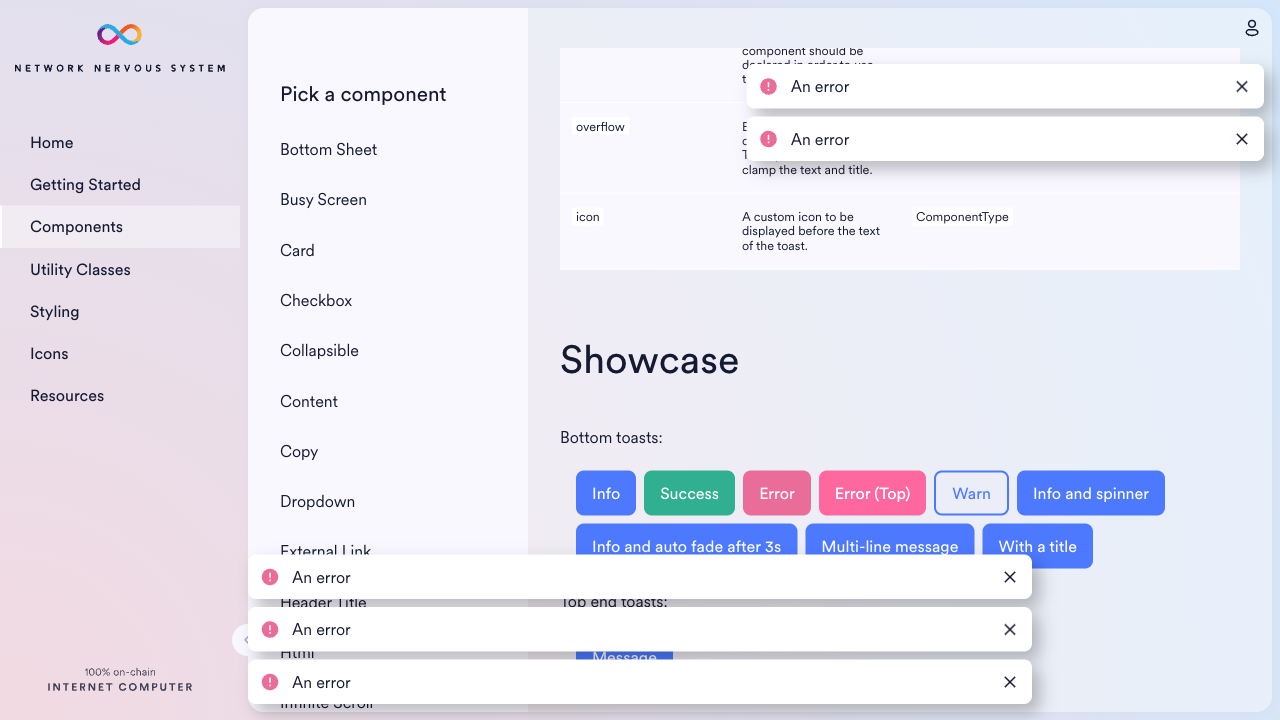 NETWORK NERVOUS SYSTEM
Home
Getting Started
Components
Utility Classes
Styling
Icons
Resources
100% on-chain
INTERNET COMPUTER
Pick a component
Bottom Sheet
Busy Screen
Card
Checkbox
Collapsible
Content
Copy
Dropdown
External Link
Header Title
Html
Infinite Scroll
component should be
declared in order to use
An error
An error
overflow
clamp the text and title.
icon
A custom icon to be
displayed before the text
of the toast.
ComponentType
Showcase
Bottom toasts:
Info
Success
Error
Error (Top)
Warn
Info and spinner
Info and auto fade after 3s
Multi-line message
With a title
Top end toasts:
Message
An error
An error
An error